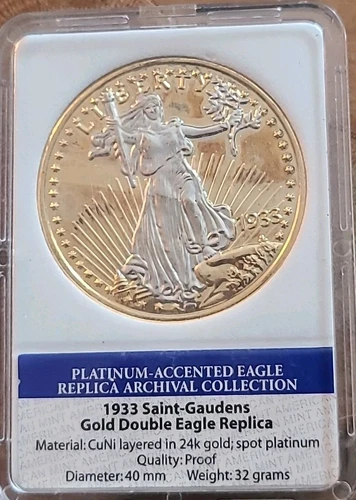 LIBERTY
1933
PLATINUM-ACCENTED EAGLE
REPLICA ARCHIVAL COLLECTION
1933 Saint-Gaudens
Gold Double Eagle Replica
Material: CuNi layered in 24k gold; spot platinum
Quality: Proof
Diameter: 40 mm Weight: 32 grams